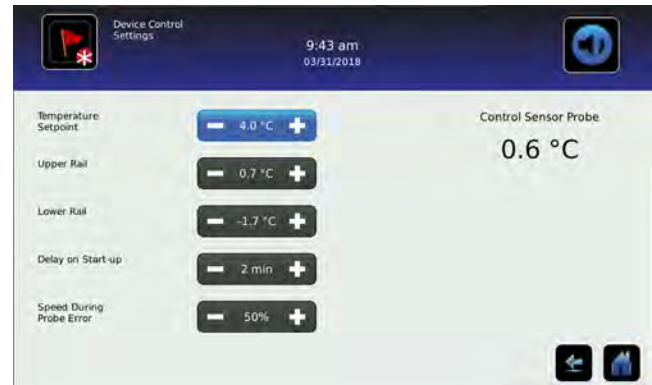 Device Control
Settings
9:43 am
03/31/2018
Temperature
Setpoint
4.0 °C
Upper Rail
0.7 °C
Lower Rail
-1.7 °C
Delay on Start-up
2 min
Speed During
Probe Error
50%
Control Sensor Probe
0.6 °C